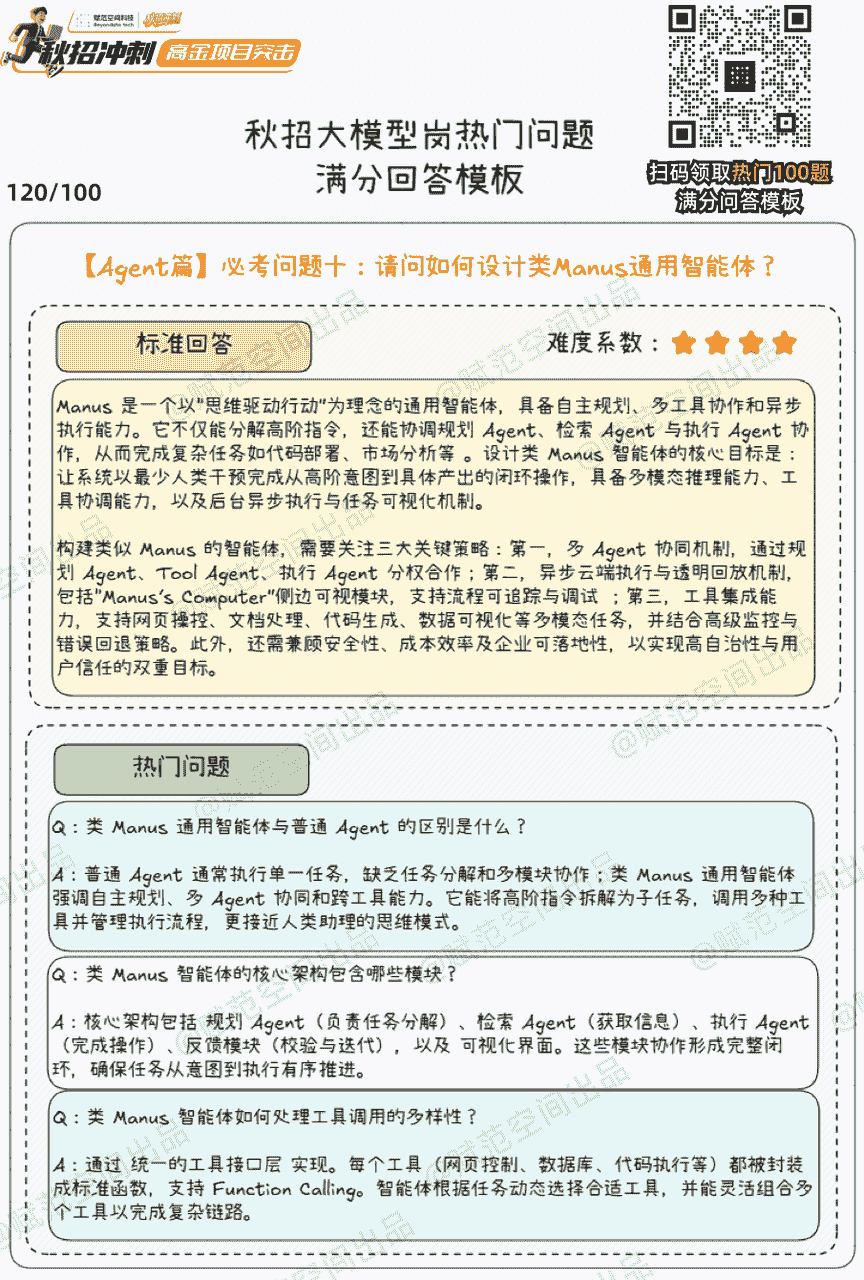 赋范空间科技
秋招冲刺 高金项目突击
秋招大模型岗热门问题
满分回答模板
120/100
扫码领取热门100题
满分问答模板
【Agent篇】必考问题十：请问如何设计类Manus通用智能体？
标准回答
难度系数：
Manus 是一个以"思维驱动行动"为理念的通用智能体，具备自主规划、多工具协作和异步
执行能力。它不仅能分解高阶指令，还能协调规划 Agent、检索 Agent 与执行 Agent 协
作，从而完成复杂任务如代码部署、市场分析等 。设计类 Manus 智能体的核心目标是：
让系统以最少人类干预完成从高阶意图到具体产出的闭环操作，具备多模态推理能力、工
具协调能力，以及后台异步执行与任务可视化机制。
构建类似 Manus 的智能体，需要关注三大关键策略：第一，多 Agent 协同机制，通过规
划 Agent、Tool Agent、执行 Agent 分权合作；第二，异步云端执行与透明回放机制，
包括"Manus's Computer"侧边可视模块，支持流程可追踪与调试 ；第三，工具集成能
力，支持网页操控、文档处理、代码生成、数据可视化等多模态任务，并结合高级监控与
错误回退策略。此外，还需兼顾安全性、成本效率及企业可落地性，以实现高自治性与用
户信任的双重目标。
热门问题
Q：类 Manus 通用智能体与普通 Agent 的区别是什么？
A：普通 Agent 通常执行单一任务，缺乏任务分解和多模块协作；类 Manus 通用智能体
强调自主规划、多 Agent 协同和跨工具能力。它能将高阶指令拆解为子任务，调用多种工
具并管理执行流程，更接近人类助理的思维模式。
Q：类 Manus 智能体的核心架构包含哪些模块？
A：核心架构包括 规划 Agent（负责任务分解）、检索 Agent（获取信息）、执行 Agent
（完成操作）、反馈模块（校验与迭代），以及 可视化界面。这些模块协作形成完整闭
环，确保任务从意图到执行有序推进。
Q：类 Manus 智能体如何处理工具调用的多样性？
A：通过 统一的工具接口层 实现。每个工具（网页控制、数据库、代码执行等）都被封装
成标准函数，支持 Function Calling。智能体根据任务动态选择合适工具，并能灵活组合多
个工具以完成复杂链路。
@赋范空间出品